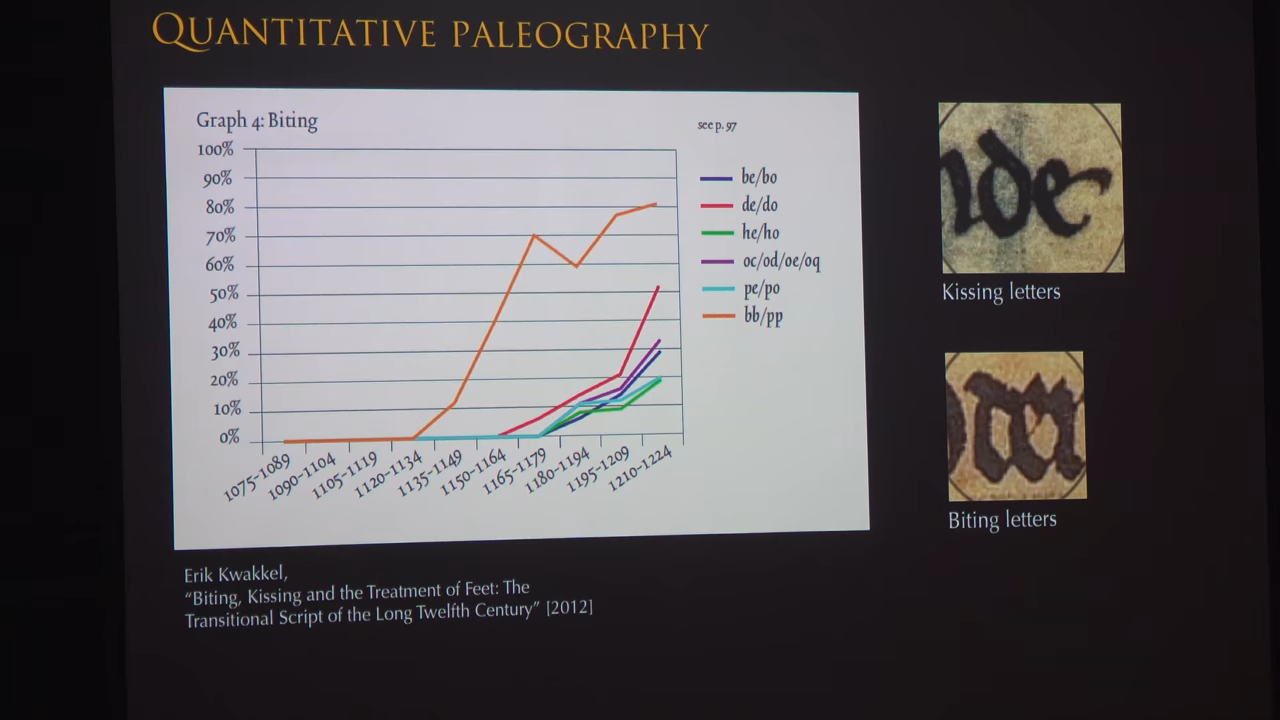 QUANTITATIVE PALEOGRAPHY
Graph 4: Biting
see p. 97
100%
90%
80%
70%
60%
50%
40%
30%
20%
10%
0%
1075-1089
1090-1104
1105-1119
1120-1134
1135-1149
1150-1164
1165-1179
1180-1194
1195-1209
1210-1224
be/bo
de/do
he/ho
oc/od/oe/oq
pe/po
bb/pp
Erik Kwakkel,
“Biting, Kissing and the Treatment of Feet: The
Transitional Script of the Long Twelfth Century” [2012]
de
Kissing letters
Biting letters